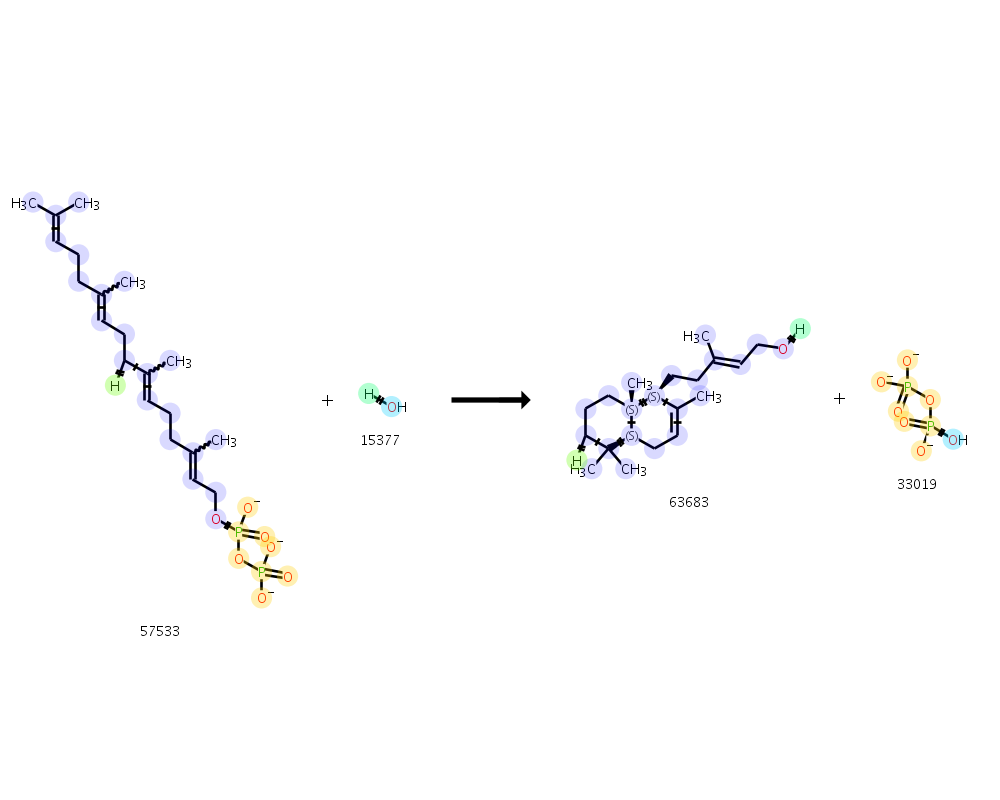 H₃C CH₃
CH₃
CH₃
H
CH₃
O P O O⁻ O⁻
O P O
O⁻
57533
+
H OH
15377
H₃C O H
CH₃ (S) CH₃
(S)
(S)
H
H₃C CH₃
63683
+
O⁻
O⁻ P O
O O P OH
O⁻
33019